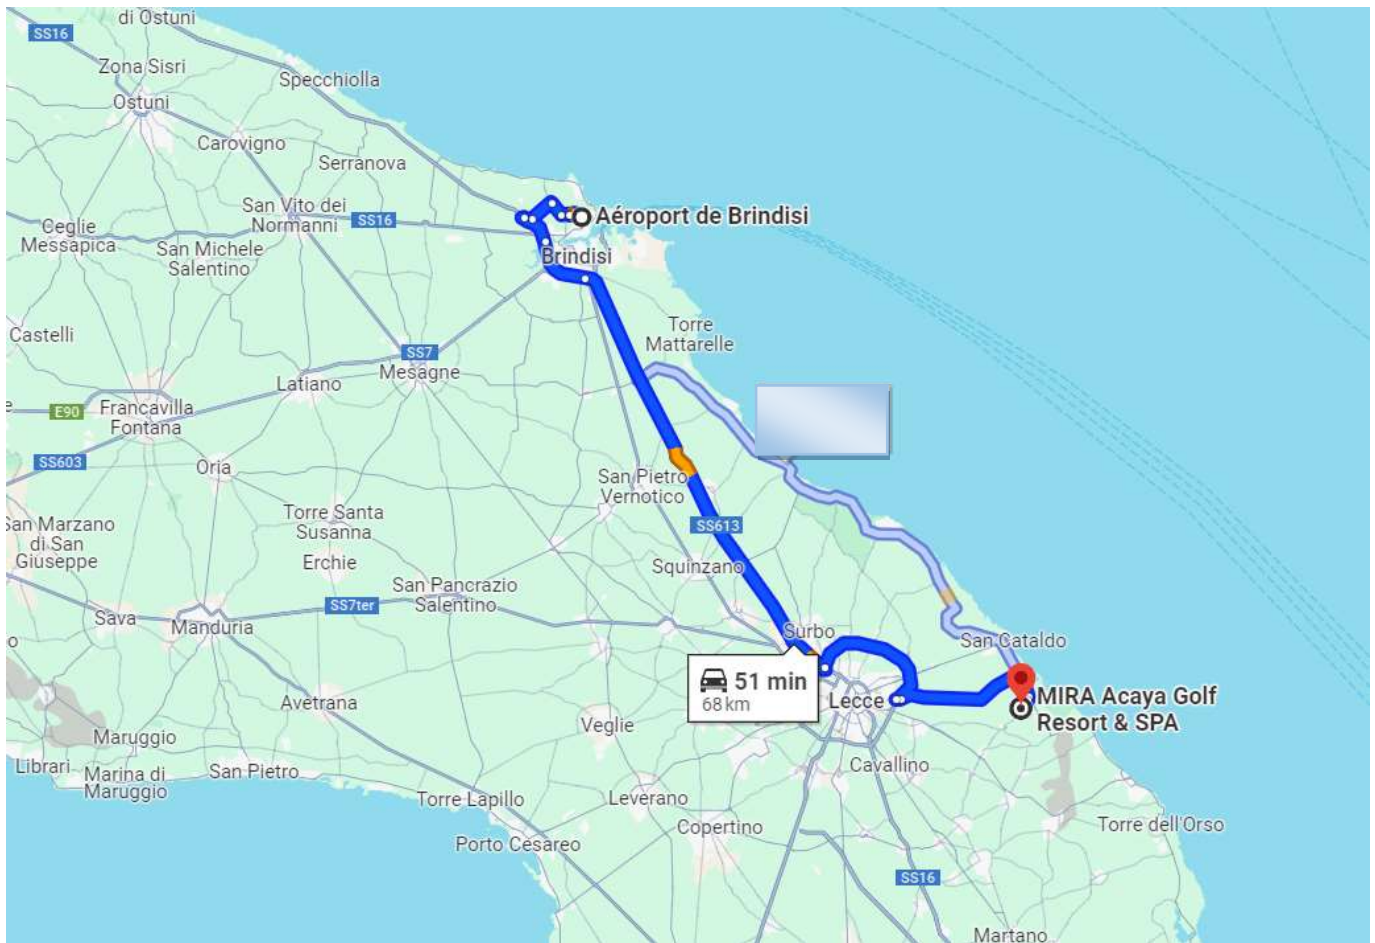 di Ostuni
SS16
Zona Sisri
Specchiolla
Ostuni
Carovigno
Serranova
San Vito dei
Normanni
SS16
Aéroport de Brindisi
Ceglie
Messapica
San Michele
Salentino
Brindisi
Castelli
Torre
Mattarelle
SS7
Mesagne
Latiano
E90
Francavilla
Fontana
SS603
Oria
San Pietro
Vernotico
Torre Santa
Susanna
SS613
San Marzano
di San
Giuseppe
Erchie
Squinzano
San Pancrazio
Salentino
SS7ter
Sava
Manduria
Surbo
San Cataldo
51 min
68 km
Lecce
MIRA Acaya Golf
Resort & SPA
Avetrana
Veglie
Maruggio
Librari
Marina di
Maruggio
San Pietro
Cavallino
Torre Lapillo
Leverano
Copertino
Torre dell'Orso
Porto Cesareo
SS16
Martano